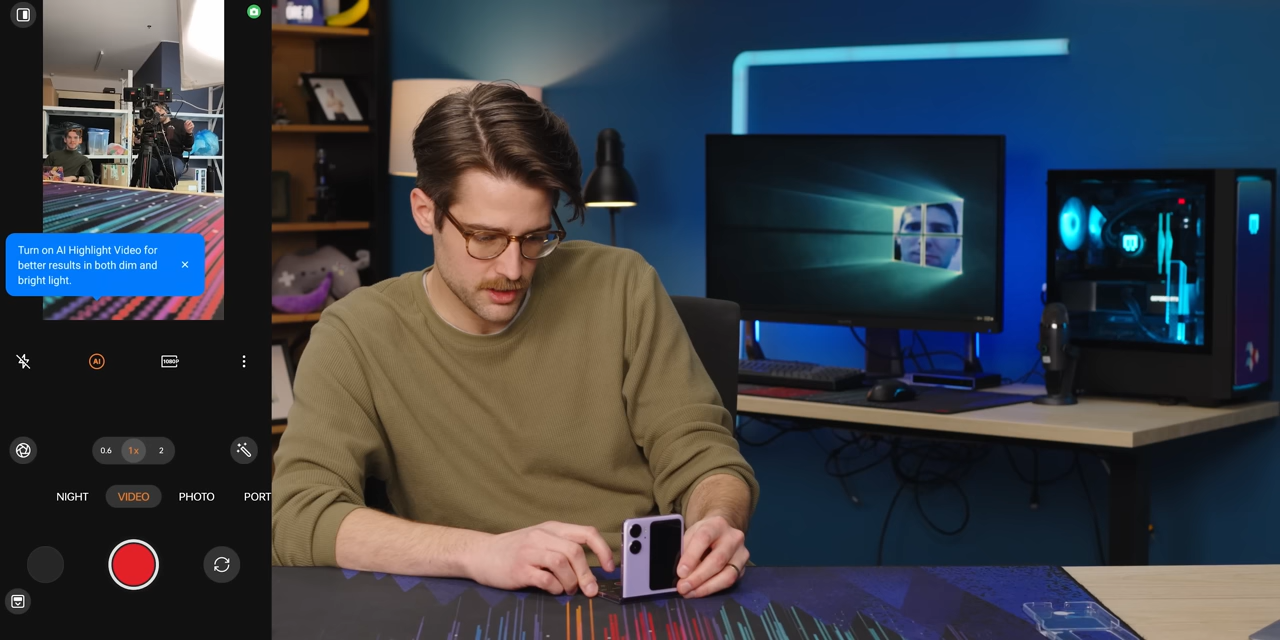 Turn on AI Highlight Video for
better results in both dim and
bright light.
AI
1080P
0.6 1x 2
NIGHT VIDEO PHOTO PORT